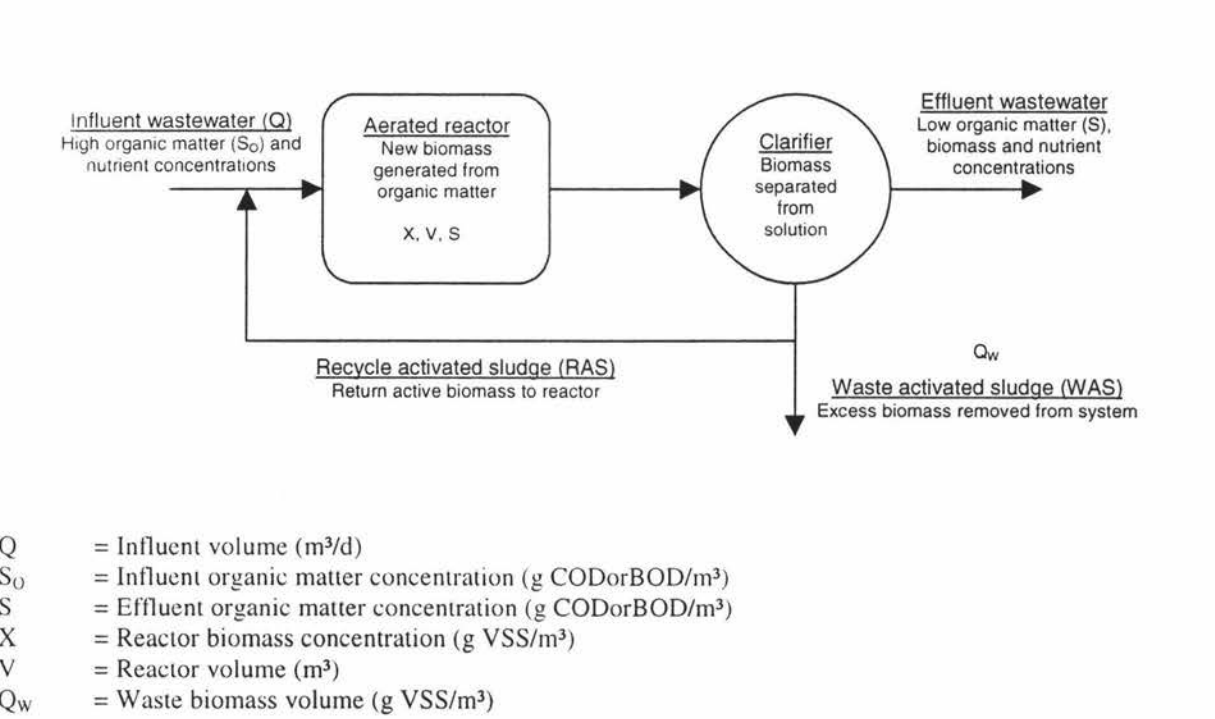 Influent wastewater (Q)
High organic matter (S₀) and
nutrient concentrations
Aerated reactor
New biomass
generated from
organic matter
X, V, S
Clarifier
Biomass
separated
from
solution
Effluent wastewater
Low organic matter (S),
biomass and nutrient
concentrations
Recycle activated sludge (RAS)
Return active biomass to reactor
Qw
Waste activated sludge (WAS)
Excess biomass removed from system
Q = Influent volume (m³/d)
S₀ = Influent organic matter concentration (g CODorBOD/m³)
S = Effluent organic matter concentration (g CODorBOD/m³)
X = Reactor biomass concentration (g VSS/m³)
V = Reactor volume (m³)
Qw = Waste biomass volume (g VSS/m³)